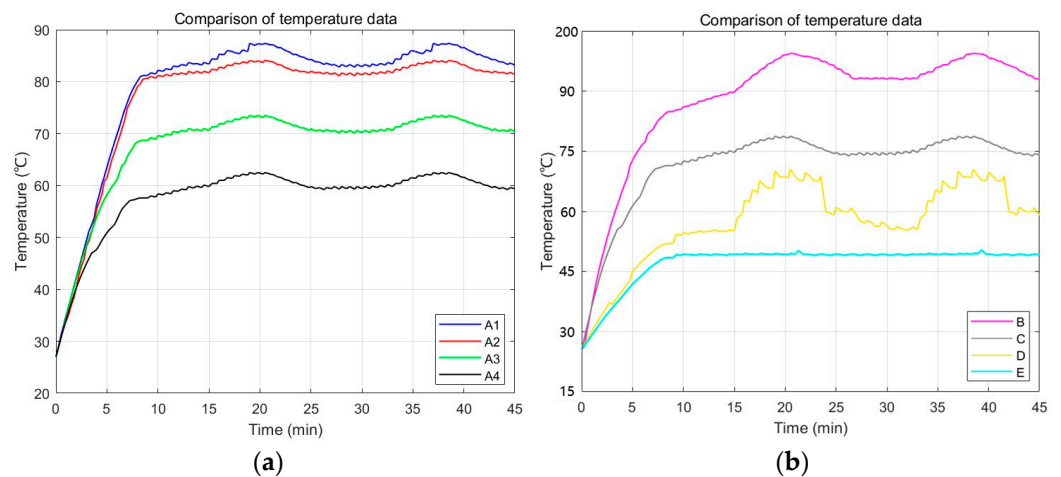 Comparison of temperature data
90
80
70
60
50
40
30
20
Temperature (℃)
0 5 10 15 20 25 30 35 40 45
Time (min)
A1
A2
A3
A4
(a)
Comparison of temperature data
200
90
75
60
45
30
15
Temperature (℃)
0 5 10 15 20 25 30 35 40 45
Time (min)
B
C
D
E
(b)